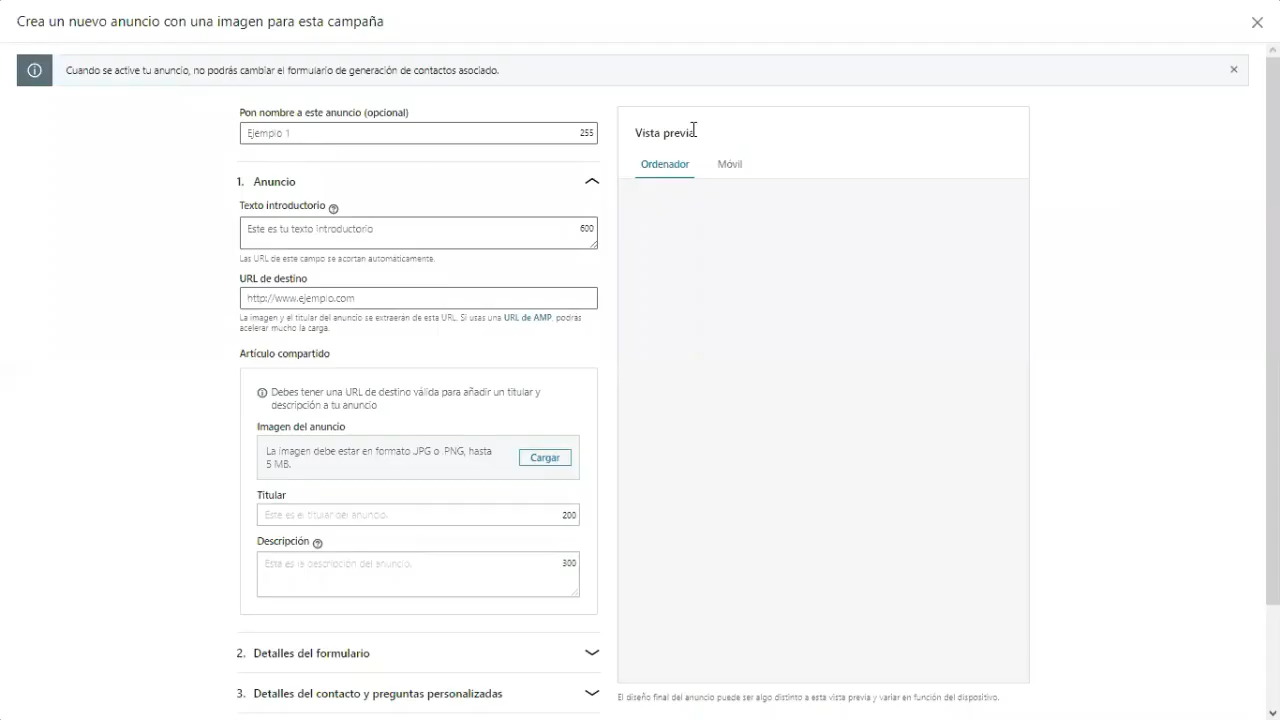 Crea un nuevo anuncio con una imagen para esta campaña
Cuando se active tu anuncio, no podrás cambiar el formulario de generación de contactos asociado.
Pon nombre a este anuncio (opcional)
Ejemplo 1
255
1. Anuncio
Texto introductorio
Este es tu texto introductorio
600
Las URL de este campo se acortan automáticamente.
URL de destino
http://www.ejemplo.com
La imagen y el titular del anuncio se extraerán de esta URL. Si usas una URL de AMP, podrás
acelerar mucho la carga.
Artículo compartido
Debes tener una URL de destino válida para añadir un titular y
descripción a tu anuncio
Imagen del anuncio
La imagen debe estar en formato JPG o PNG, hasta
5 MB.
Cargar
Titular
Este es el titular del anuncio.
200
Descripción
Esta es la descripción del anuncio.
300
2. Detalles del formulario
3. Detalles del contacto y preguntas personalizadas
Vista previa
Ordenador
Móvil
El diseño final del anuncio puede ser algo distinto a esta vista previa y variar en función del dispositivo.